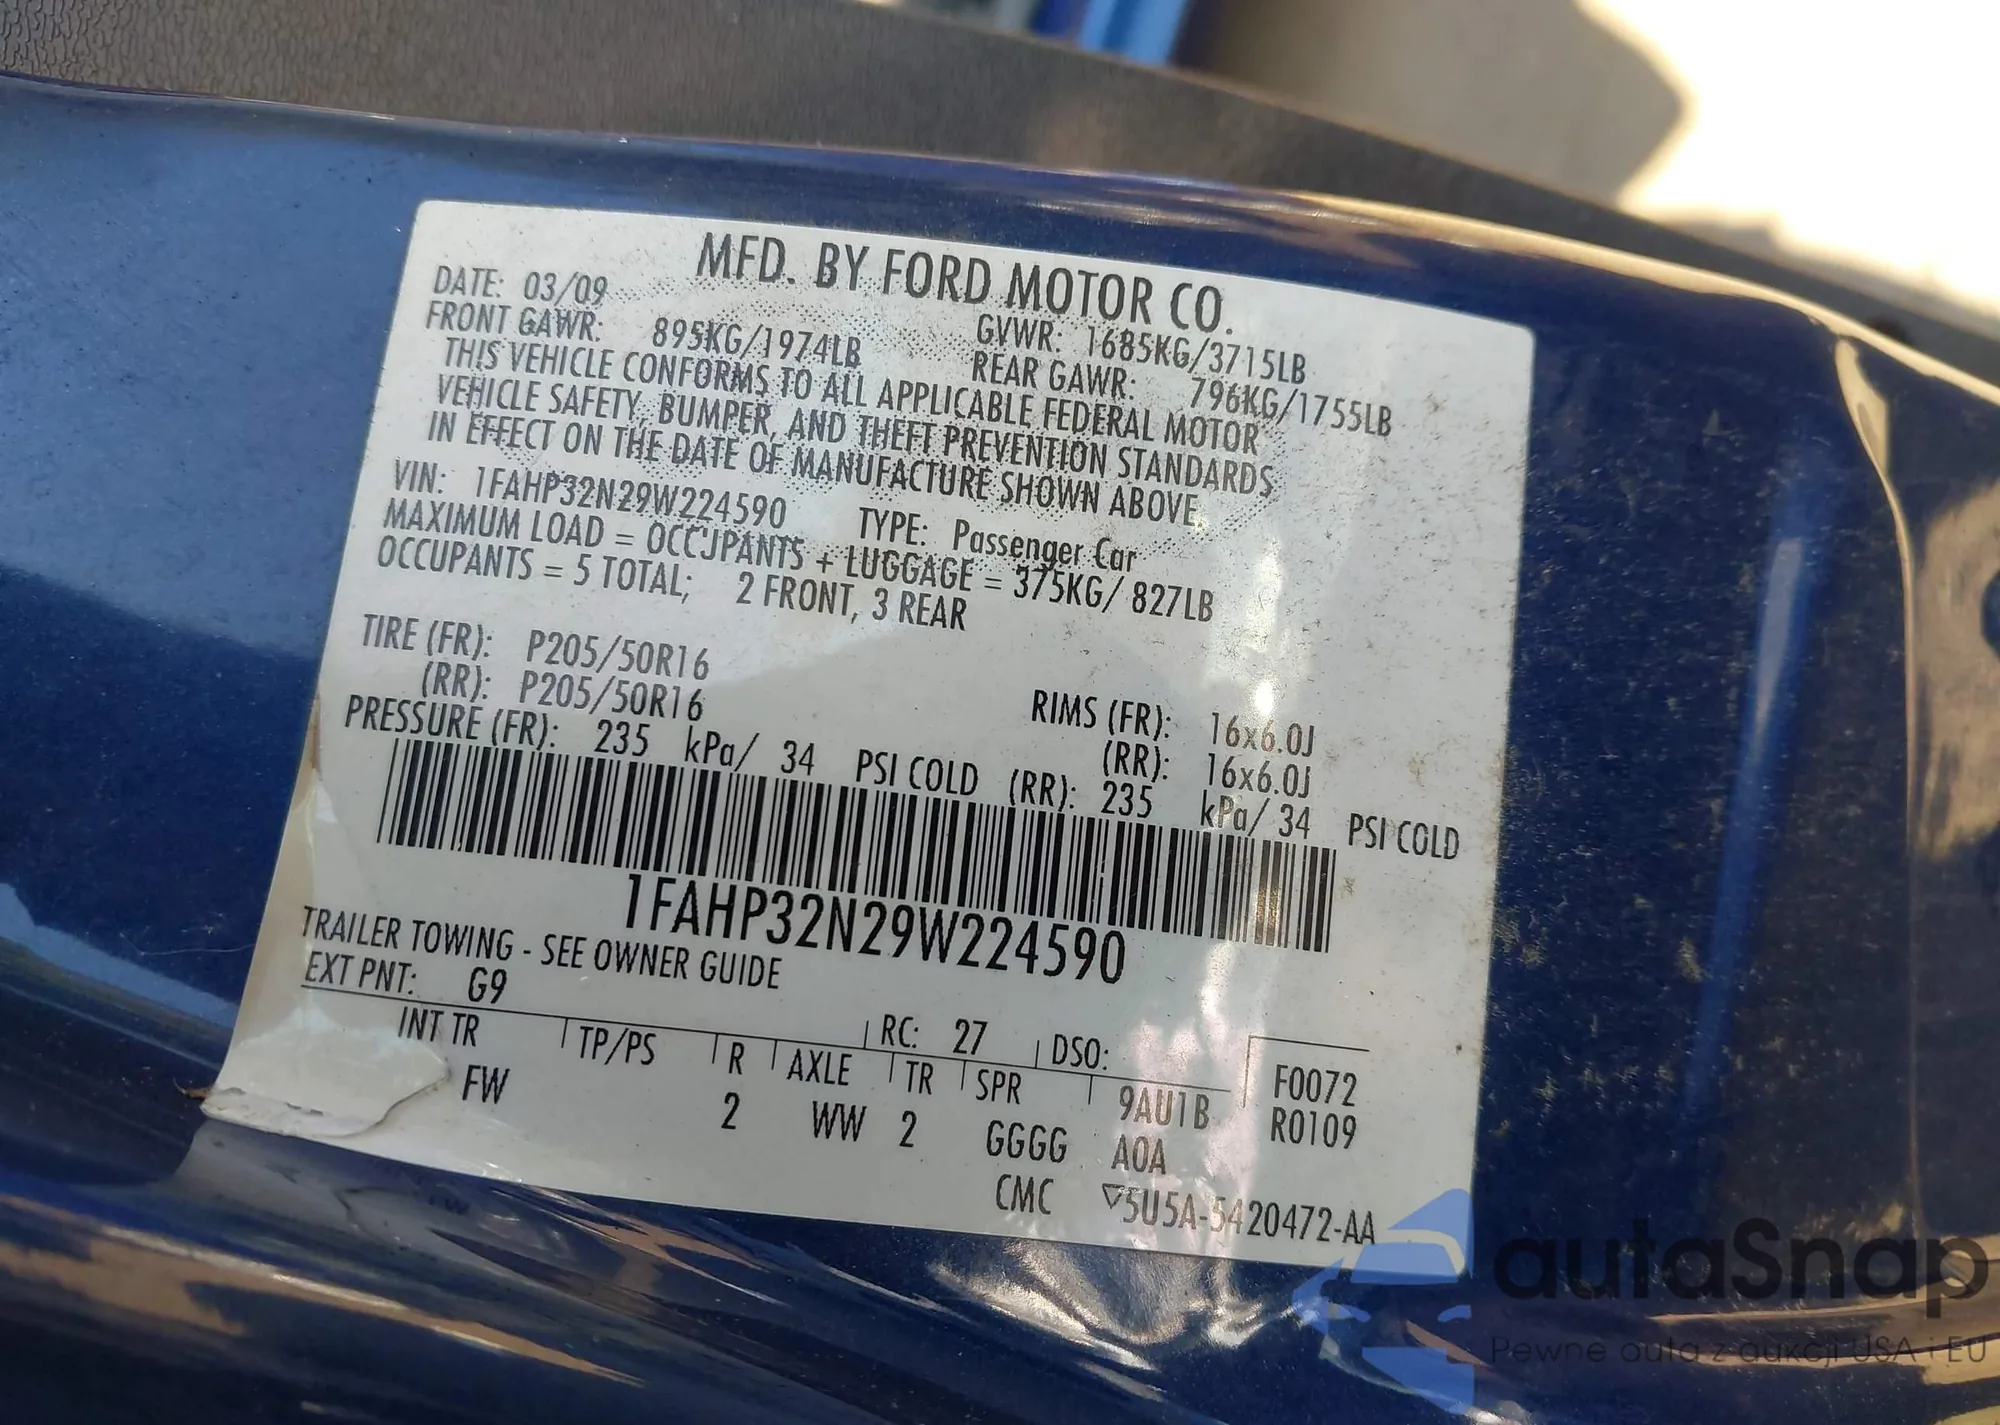 MFD. BY FORD MOTOR CO.
DATE: 03/09 GVWR: 1685KG/3715LB
FRONT GAWR: 895KG/1974LB REAR GAWR: 796KG/1755LB
THIS VEHICLE CONFORMS TO ALL APPLICABLE FEDERAL MOTOR
VEHICLE SAFETY, BUMPER, AND THEFT PREVENTION STANDARDS
IN EFFECT ON THE DATE OF MANUFACTURE SHOWN ABOVE.
VIN: 1FAHP32N29W224590 TYPE: Passenger Car
MAXIMUM LOAD = OCCUPANTS + LUGGAGE = 375KG/ 827LB
OCCUPANTS = 5 TOTAL; 2 FRONT, 3 REAR
TIRE (FR): P205/50R16 RIMS (FR): 16x6.0J
(RR): P205/50R16 (RR): 16x6.0J
PRESSURE (FR): 235 kPa/ 34 PSI COLD (RR): 235 kPa/ 34 PSI COLD
1FAHP32N29W224590
TRAILER TOWING - SEE OWNER GUIDE
EXT PNT: G9 RC: 27 DSO: F0072
INT TR TP/PS R AXLE TR SPR 9AU1B R0109
FW 2 WW 2 GGGG A0A
CMC ▽5U5A-5420472-AA
autaSnap
Pewne auta z aukcji USA i EU